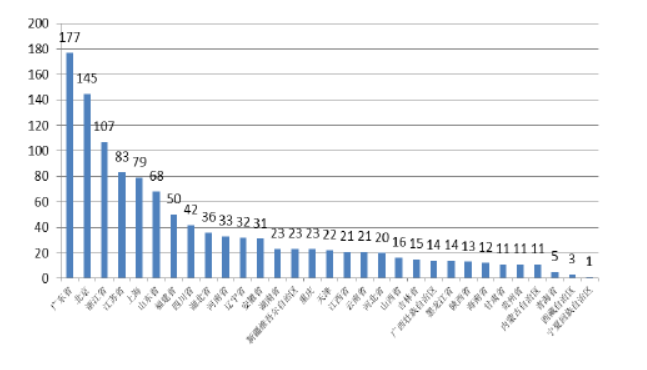 200
180
160
140
120
100
80
60
40
20
0
177
145
107
83
79
68
50
42
36
33
32
31
23
23
23
22
21
21
20
16
15
14
14
13
12
11
11
11
5
3
1
广东省
北京
浙江省
江苏省
上海
山东省
福建省
四川省
湖北省
河南省
辽宁省
安徽省
湖南省
新疆维吾尔自治区
重庆
天津
江西省
云南省
河北省
山西省
吉林省
广西壮族自治区
黑龙江省
陕西省
海南省
甘肃省
贵州省
内蒙古自治区
青海省
西藏自治区
宁夏回族自治区